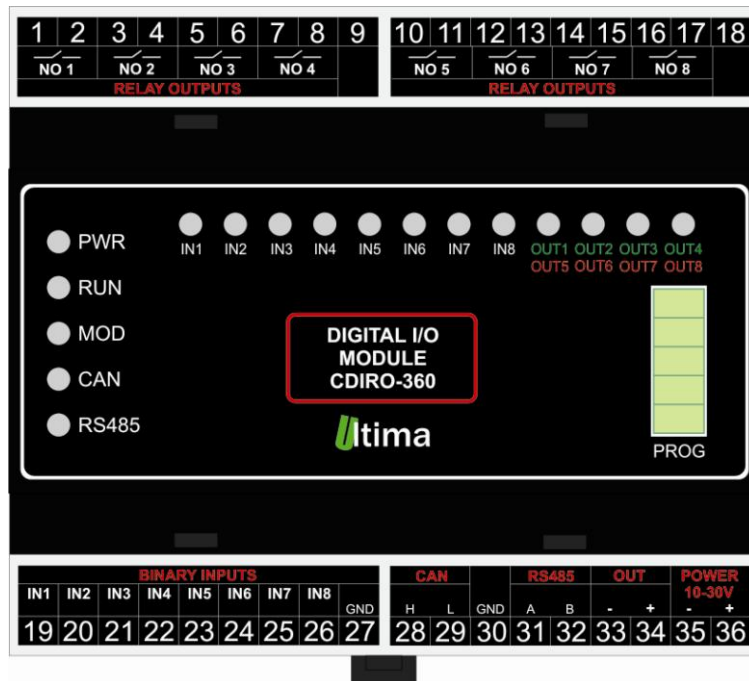 1 2 3 4 5 6 7 8 9 10 11 12 13 14 15 16 17 18
NO 1 NO 2 NO 3 NO 4 NO 5 NO 6 NO 7 NO 8
RELAY OUTPUTS RELAY OUTPUTS
PWR
RUN
MOD
CAN
RS485
IN1 IN2 IN3 IN4 IN5 IN6 IN7 IN8 OUT1 OUT2 OUT3 OUT4
OUT5 OUT6 OUT7 OUT8
DIGITAL I/O
MODULE
CDIRO-360
Ultima
PROG
BINARY INPUTS CAN RS485 OUT POWER
10-30V
IN1 IN2 IN3 IN4 IN5 IN6 IN7 IN8
GND H L GND A B - + - +
19 20 21 22 23 24 25 26 27 28 29 30 31 32 33 34 35 36